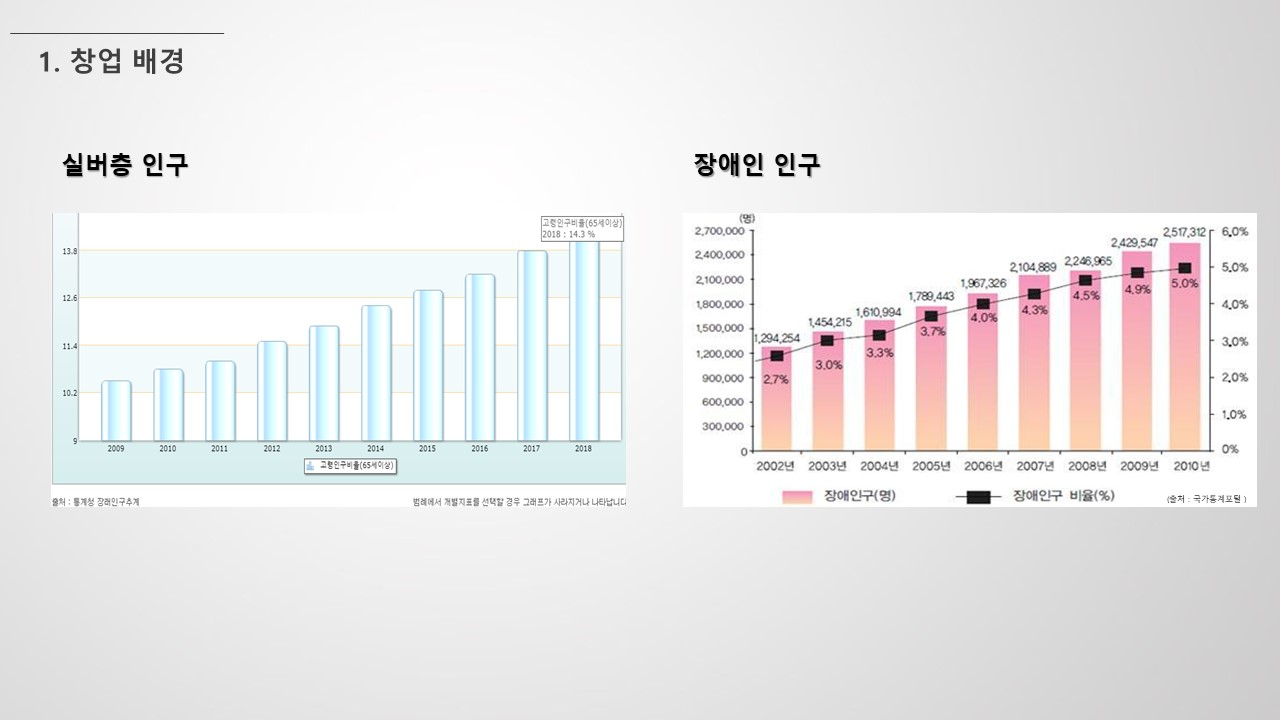 1. 창업 배경
실버층 인구
고령인구비율(65세이상)
2018 : 14.3 %
13.8
12.6
11.4
10.2
9
2009 2010 2011 2012 2013 2014 2015 2016 2017 2018
고령인구비율(65세이상)
출처 : 통계청 장래인구추계
범례에서 개별지표를 선택할 경우 그래프가 사라지거나 나타납니다
장애인 인구
(명)
2,700,000
2,400,000
2,100,000
1,800,000
1,500,000
1,200,000
900,000
600,000
300,000
0
1,294,254
1,454,215
1,610,994
1,789,443
1,967,326
2,104,889
2,246,965
2,429,547
2,517,312
2.7%
3.0%
3.3%
3.7%
4.0%
4.3%
4.5%
4.9%
5.0%
6.0%
5.0%
4.0%
3.0%
2.0%
1.0%
0%
2002년 2003년 2004년 2005년 2006년 2007년 2008년 2009년 2010년
장애인구(명)
장애인구 비율(%)
(출처 : 국가통계포털 )